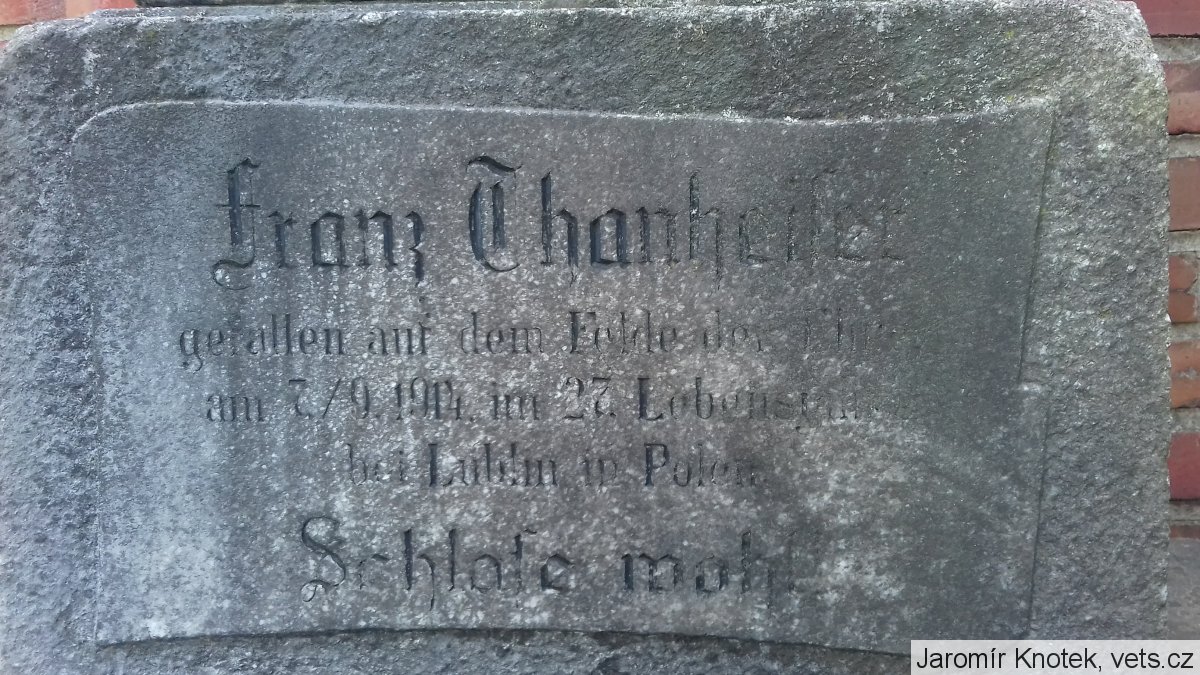 Franz Thanheiser
gefallen auf dem Felde der Ehre
am 7/9. 1914. im 27. Lebensjahre
bei Lublin in Polen
Schlafe wohl
Jaromír Knotek, vets.cz